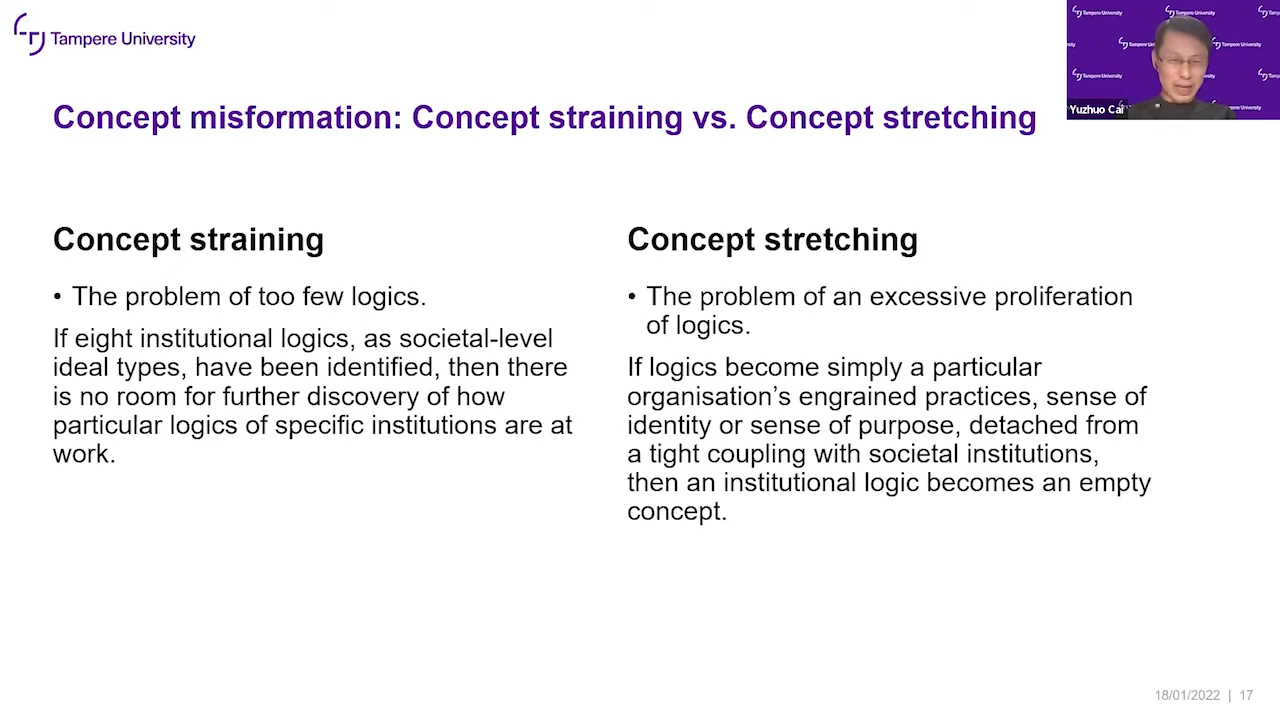 Tampere University
Yuzhuo Cai
Concept misformation: Concept straining vs. Concept stretching
Concept straining
• The problem of too few logics.
If eight institutional logics, as societal-level
ideal types, have been identified, then there
is no room for further discovery of how
particular logics of specific institutions are at
work.
Concept stretching
• The problem of an excessive proliferation
of logics.
If logics become simply a particular
organisation’s engrained practices, sense of
identity or sense of purpose, detached from
a tight coupling with societal institutions,
then an institutional logic becomes an empty
concept.
18/01/2022 | 17